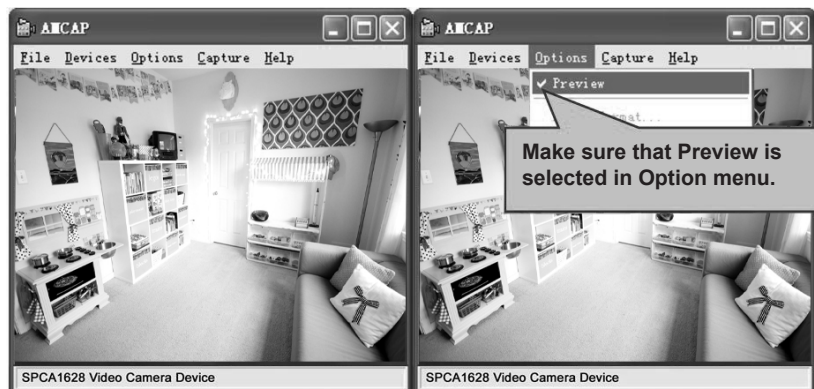 AMCAP
File Devices Options Capture Help
SPCA1628 Video Camera Device
AMCAP
File Devices Options Capture Help
Preview
Make sure that Preview is
selected in Option menu.
SPCA1628 Video Camera Device